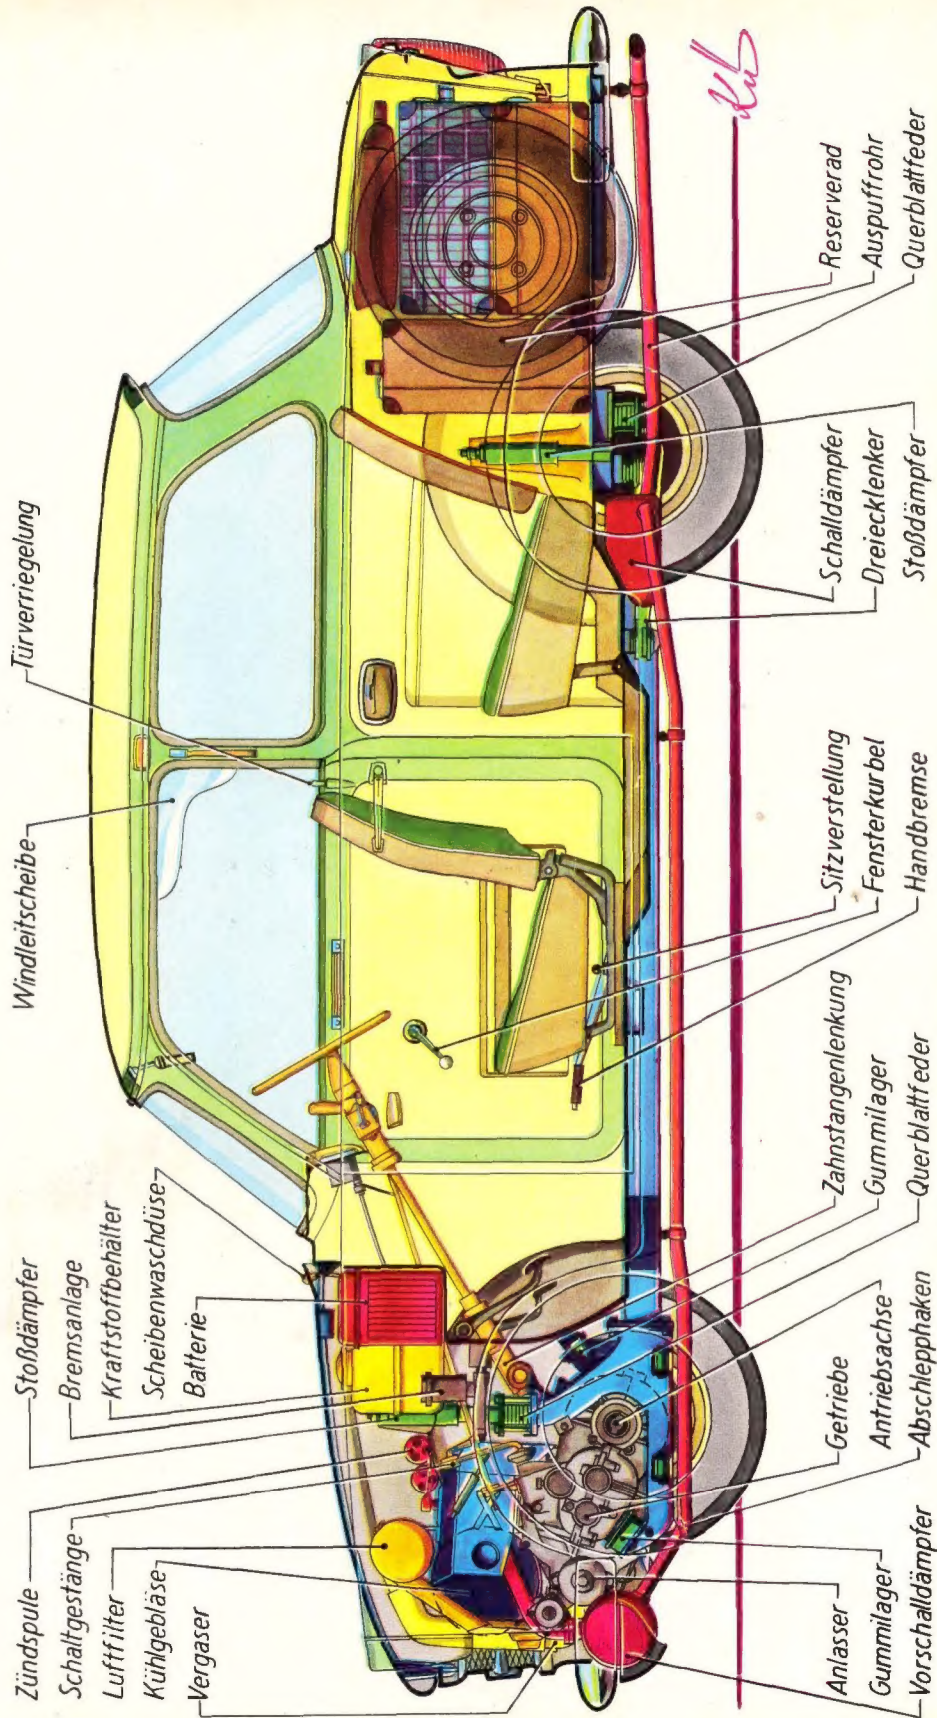 Zündspule
Schaltgestänge
Luftfilter
Kühlgebläse
Vergaser
Stoßdämpfer
Bremsanlage
Kraftstoffbehälter
Scheibenwaschdüse
Batterie
Windleitscheibe
Türverriegelung
Anlasser
Gummilager
Vorschalldämpfer
Getriebe
Antriebsachse
Abschlepphaken
Zahnstangenlenkung
Gummilager
Querblattfeder
Sitzverstellung
Fensterkurbel
Handbremse
Schalldämpfer
Dreiecklenker
Stoßdämpfer
Reserverad
Auspuffrohr
Querblattfeder